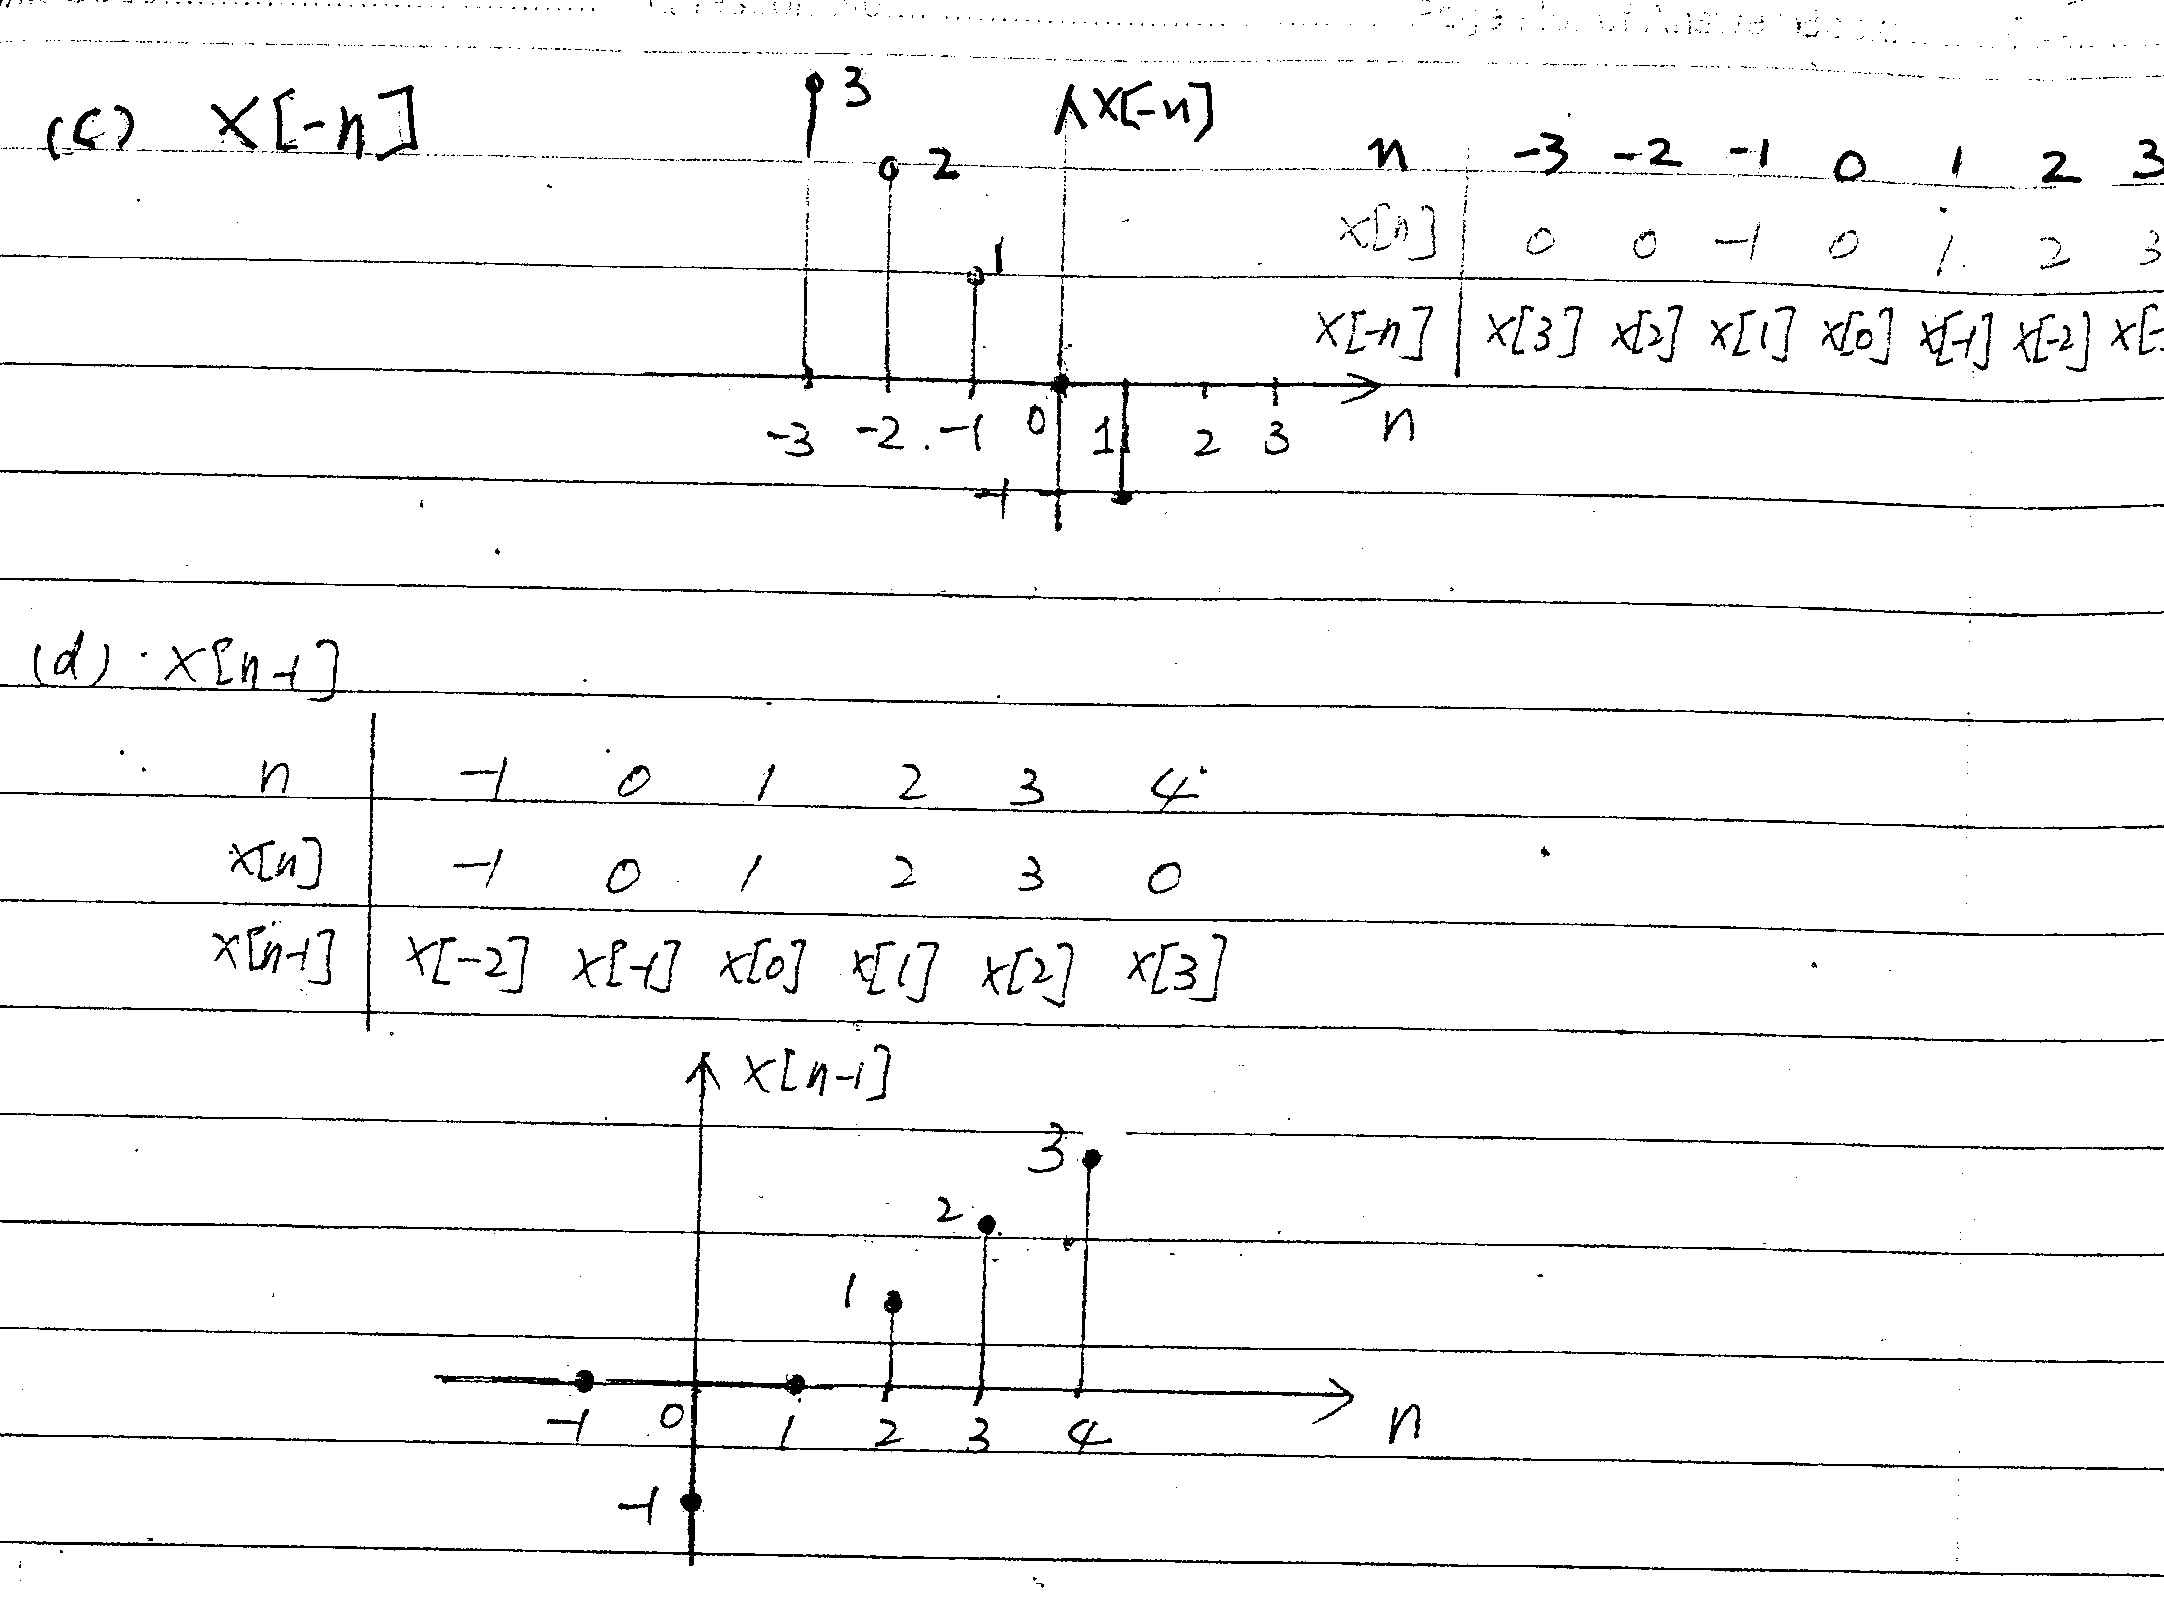 (c) x[-n]
3
2
1
x[-n]
-3 -2 -1 0 1 2 3 n
-1
n -3 -2 -1 0 1 2 3
x[n] 0 0 -1 0 1 2 3
x[-n] x[3] x[2] x[1] x[0] x[-1] x[-2] x[-
(d) x[n-1]
n -1 0 1 2 3 4
x[n] -1 0 1 2 3 0
x[n-1] x[-2] x[-1] x[0] x[1] x[2] x[3]
x[n-1]
3
2
1
-1 0 1 2 3 4 n
-1